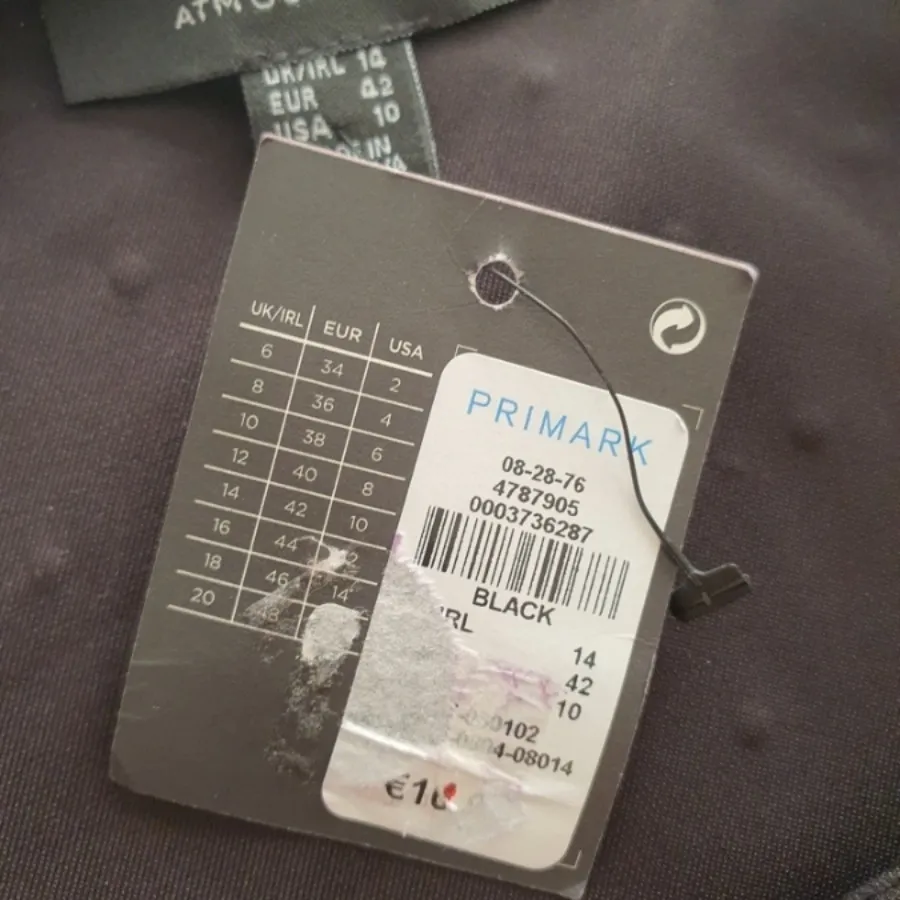 UK/IRL 14
EUR 42
USA 10
IN
UK/IRL EUR USA
6 34 2
8 36 4
10 38 6
12 40 8
14 42 10
16 44
18 46 14
20
PRIMARK
08-28-76
4787905
0003736287
BLACK
14
42
10